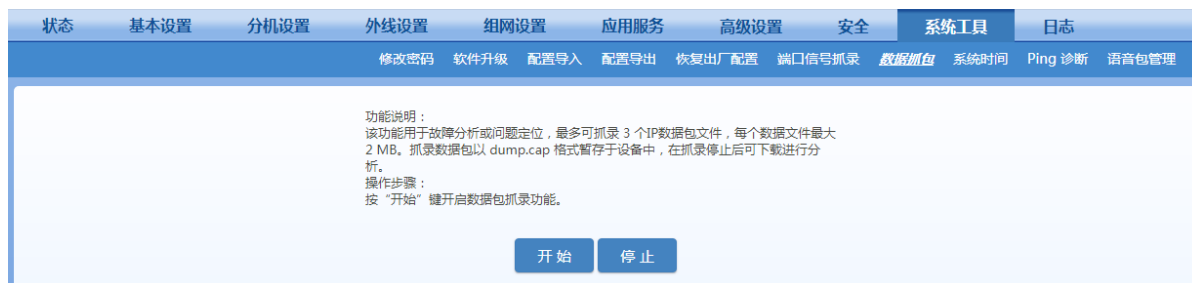 状态 基本设置 分机设置 外线设置 组网设置 应用服务 高级设置 安全 系统工具 日志
修改密码 软件升级 配置导入 配置导出 恢复出厂配置 端口信号抓录 数据抓包 系统时间 Ping 诊断 语音包管理
功能说明：
该功能用于故障分析或问题定位，最多可抓录 3 个IP数据包文件，每个数据文件最大
2 MB。抓录数据包以 dump.cap 格式暂存于设备中，在抓录停止后可下载进行分
析。
操作步骤：
按“开始”键开启数据包抓录功能。
开 始 停 止